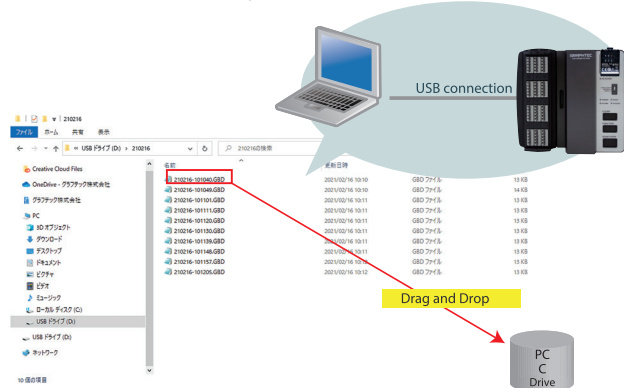 USB connection
GRAPHTEC
210216
ファイル ホーム 共有 表示
« USB ドライブ (D:) › 210216
210216の検索
名前 更新日時
Creative Cloud Files
OneDrive - グラフテック株式会社
グラフテック株式会社
PC
3D オブジェクト
ダウンロード
デスクトップ
ドキュメント
ピクチャ
ビデオ
ミュージック
ローカル ディスク (C:)
USB ドライブ (D:)
USB ドライブ (D:)
ネットワーク
210216-101040.GBD 2021/02/16 10:10 GBD ファイル 13 KB
210216-101049.GBD 2021/02/16 10:10 GBD ファイル 14 KB
210216-101101.GBD 2021/02/16 10:11 GBD ファイル 13 KB
210216-101111.GBD 2021/02/16 10:11 GBD ファイル 13 KB
210216-101120.GBD 2021/02/16 10:11 GBD ファイル 13 KB
210216-101130.GBD 2021/02/16 10:11 GBD ファイル 13 KB
210216-101139.GBD 2021/02/16 10:11 GBD ファイル 13 KB
210216-101148.GBD 2021/02/16 10:11 GBD ファイル 13 KB
210216-101157.GBD 2021/02/16 10:12 GBD ファイル 13 KB
210216-101205.GBD 2021/02/16 10:12 GBD ファイル 13 KB
Drag and Drop
PC
C
Drive
10 個の項目